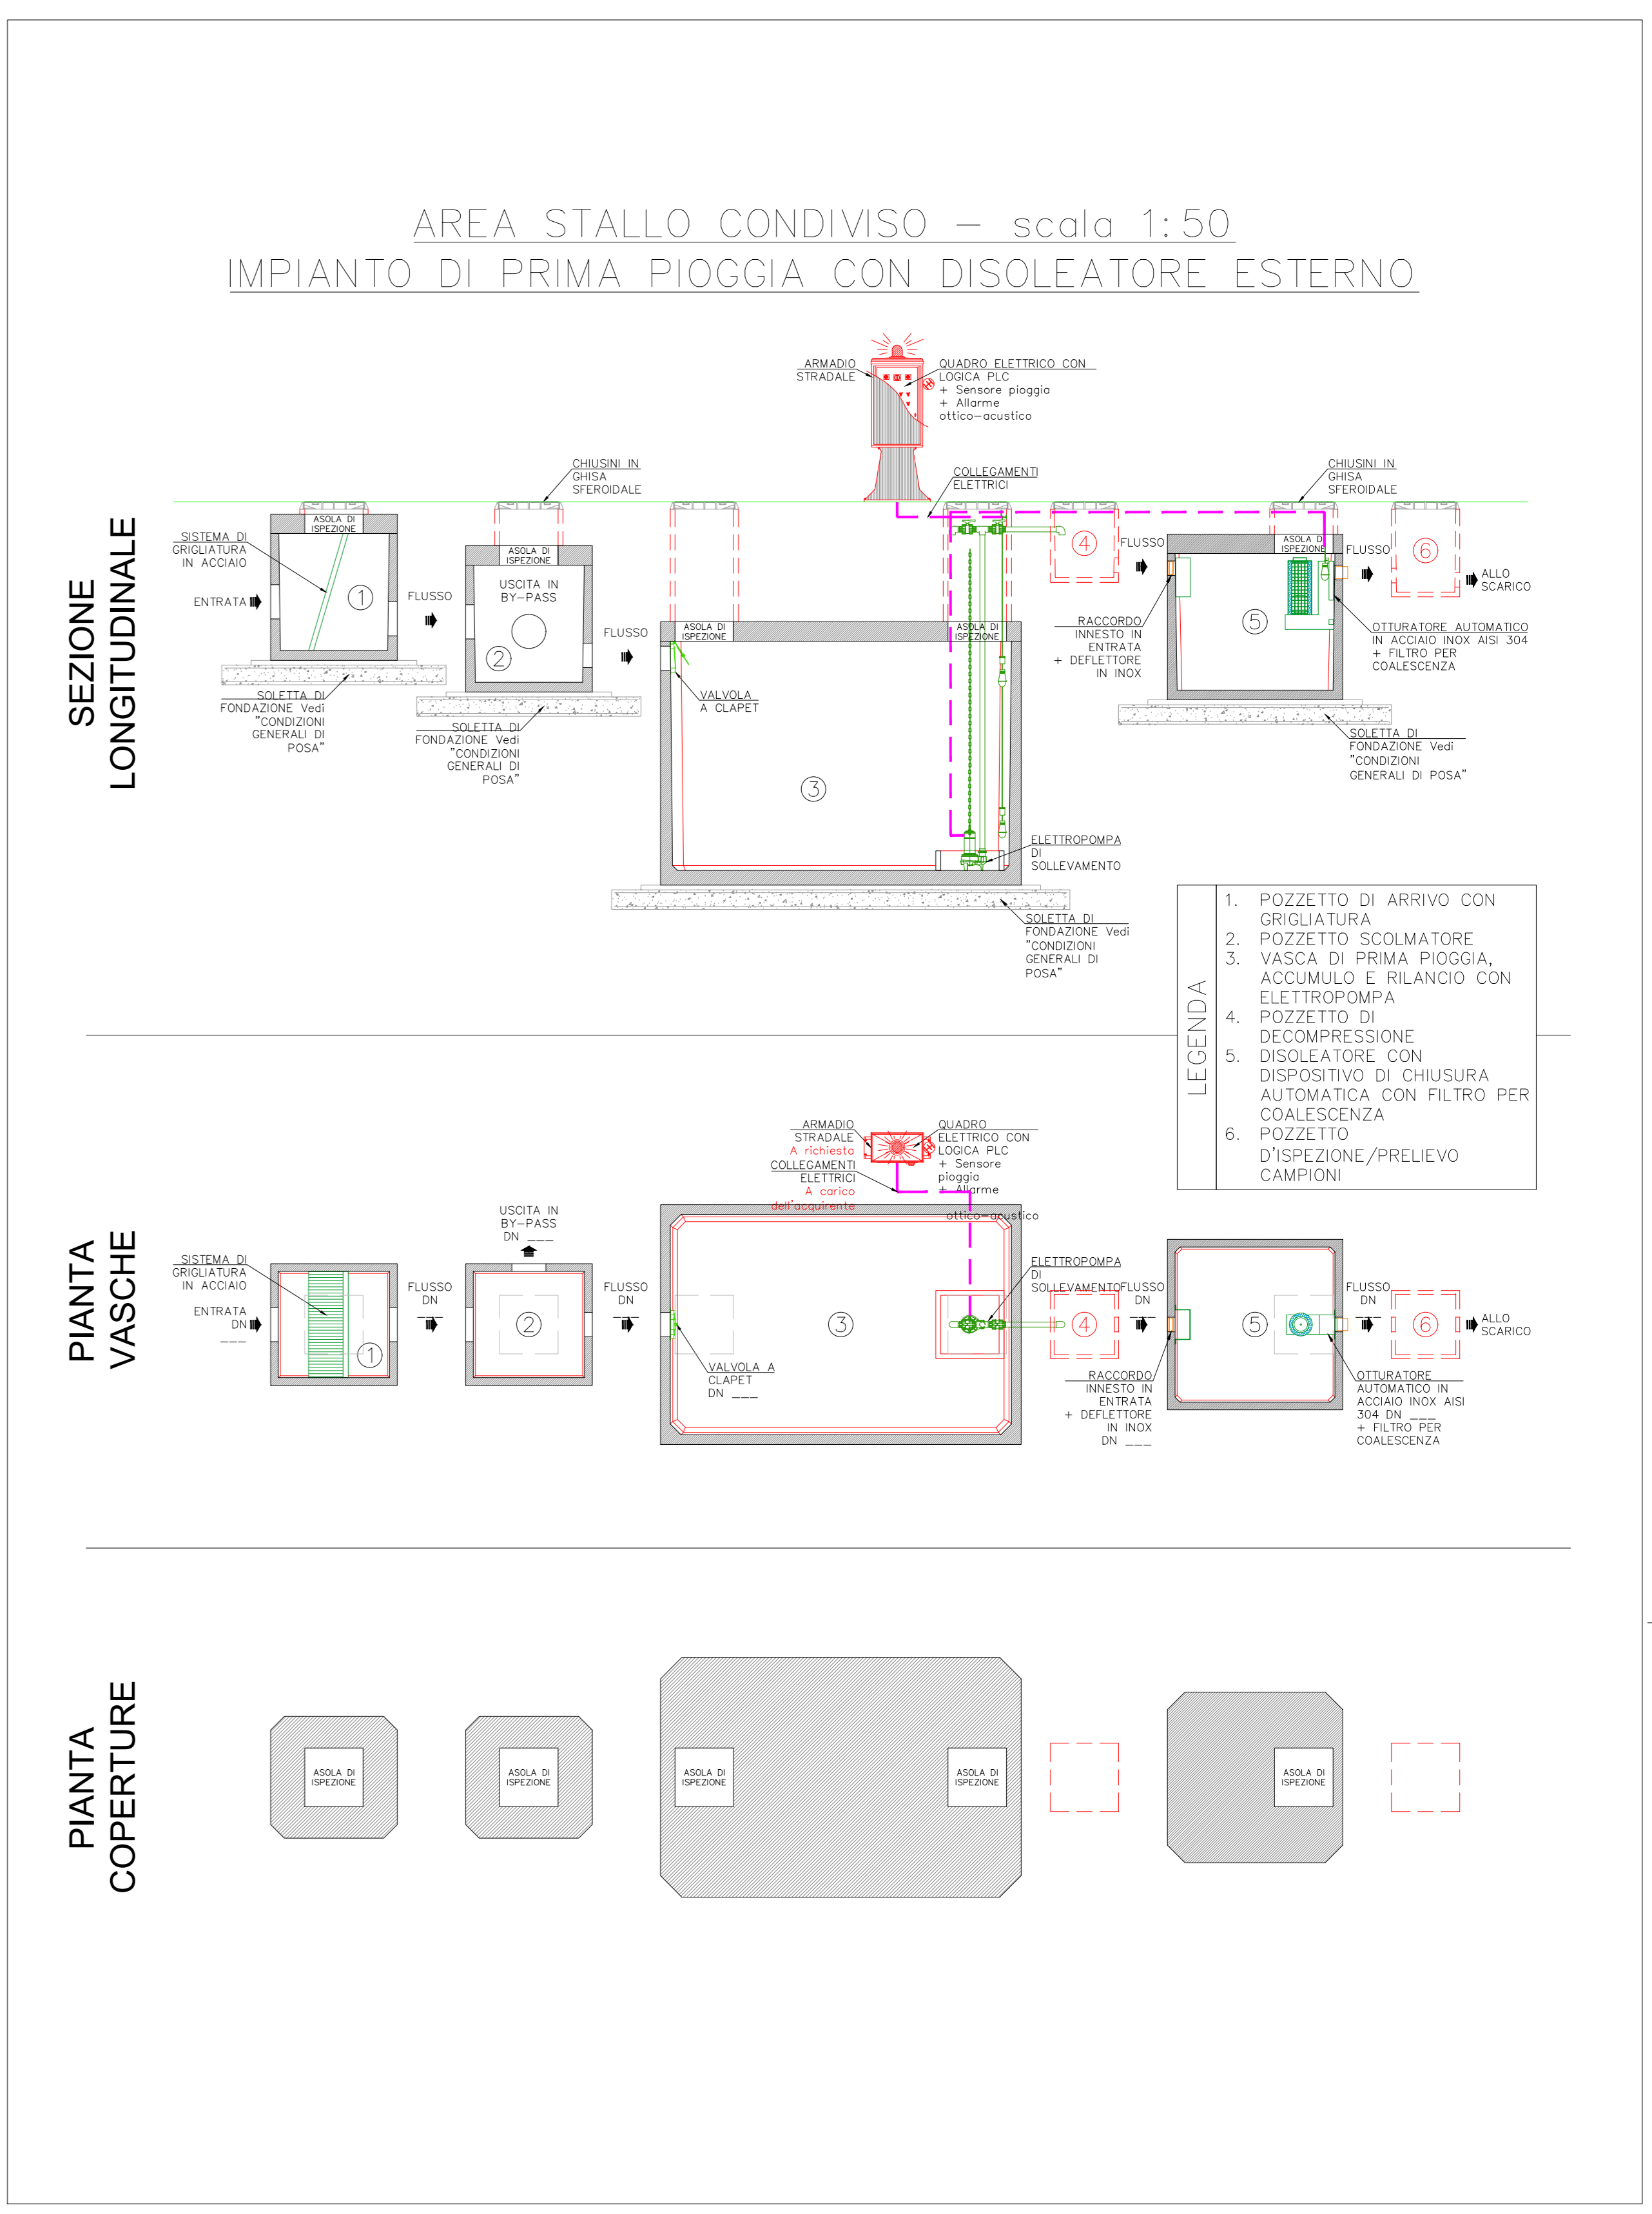 AREA STALLO CONDIVISO – scala 1:50
IMPIANTO DI PRIMA PIOGGIA CON DISOLEATORE ESTERNO
SEZIONE
LONGITUDINALE
ARMADIO
STRADALE
QUADRO ELETTRICO CON
LOGICA PLC
+ Sensore pioggia
+ Allarme
ottico-acustico
CHIUSINI IN
GHISA
SFEROIDALE
COLLEGAMENTI
ELETTRICI
CHIUSINI IN
GHISA
SFEROIDALE
SISTEMA DI
GRIGLIATURA
IN ACCIAIO
ASOLA DI
ISPEZIONE
1
ENTRATA
FLUSSO
SOLETTA DI
FONDAZIONE Vedi
"CONDIZIONI
GENERALI DI
POSA"
ASOLA DI
ISPEZIONE
USCITA IN
BY-PASS
2
FLUSSO
SOLETTA DI
FONDAZIONE Vedi
"CONDIZIONI
GENERALI DI
POSA"
ASOLA DI
ISPEZIONE
ASOLA DI
ISPEZIONE
VALVOLA
A CLAPET
3
ELETTROPOMPA
DI
SOLLEVAMENTO
SOLETTA DI
FONDAZIONE Vedi
"CONDIZIONI
GENERALI DI
POSA"
4
FLUSSO
RACCORDO
INNESTO IN
ENTRATA
+ DEFLETTORE
IN INOX
ASOLA DI
ISPEZIONE
5
FLUSSO
6
ALLO
SCARICO
OTTURATORE AUTOMATICO
IN ACCIAIO INOX AISI 304
+ FILTRO PER
COALESCENZA
SOLETTA DI
FONDAZIONE Vedi
"CONDIZIONI
GENERALI DI POSA"
LEGENDA
1. POZZETTO DI ARRIVO CON
GRIGLIATURA
2. POZZETTO SCOLMATORE
3. VASCA DI PRIMA PIOGGIA,
ACCUMULO E RILANCIO CON
ELETTROPOMPA
4. POZZETTO DI
DECOMPRESSIONE
5. DISOLEATORE CON
DISPOSITIVO DI CHIUSURA
AUTOMATICA CON FILTRO PER
COALESCENZA
6. POZZETTO
D'ISPEZIONE/PRELIEVO
CAMPIONI
PIANTA
VASCHE
ARMADIO
STRADALE
A richiesta
COLLEGAMENTI
ELETTRICI
A carico
dell'acquirente
QUADRO
ELETTRICO CON
LOGICA PLC
+ Sensore
pioggia
+ Allarme
ottico-acustico
SISTEMA DI
GRIGLIATURA
IN ACCIAIO
ENTRATA
DN
___
1
FLUSSO
DN
___
USCITA IN
BY-PASS
DN ___
2
FLUSSO
DN
___
VALVOLA A
CLAPET
DN ___
3
ELETTROPOMPA
DI
SOLLEVAMENTO
4
FLUSSO
DN
___
RACCORDO
INNESTO IN
ENTRATA
+ DEFLETTORE
IN INOX
DN ___
5
FLUSSO
DN
___
6
ALLO
SCARICO
OTTURATORE
AUTOMATICO IN
ACCIAIO INOX AISI
304 DN ___
+ FILTRO PER
COALESCENZA
PIANTA
COPERTURE
ASOLA DI
ISPEZIONE
ASOLA DI
ISPEZIONE
ASOLA DI
ISPEZIONE
ASOLA DI
ISPEZIONE
ASOLA DI
ISPEZIONE